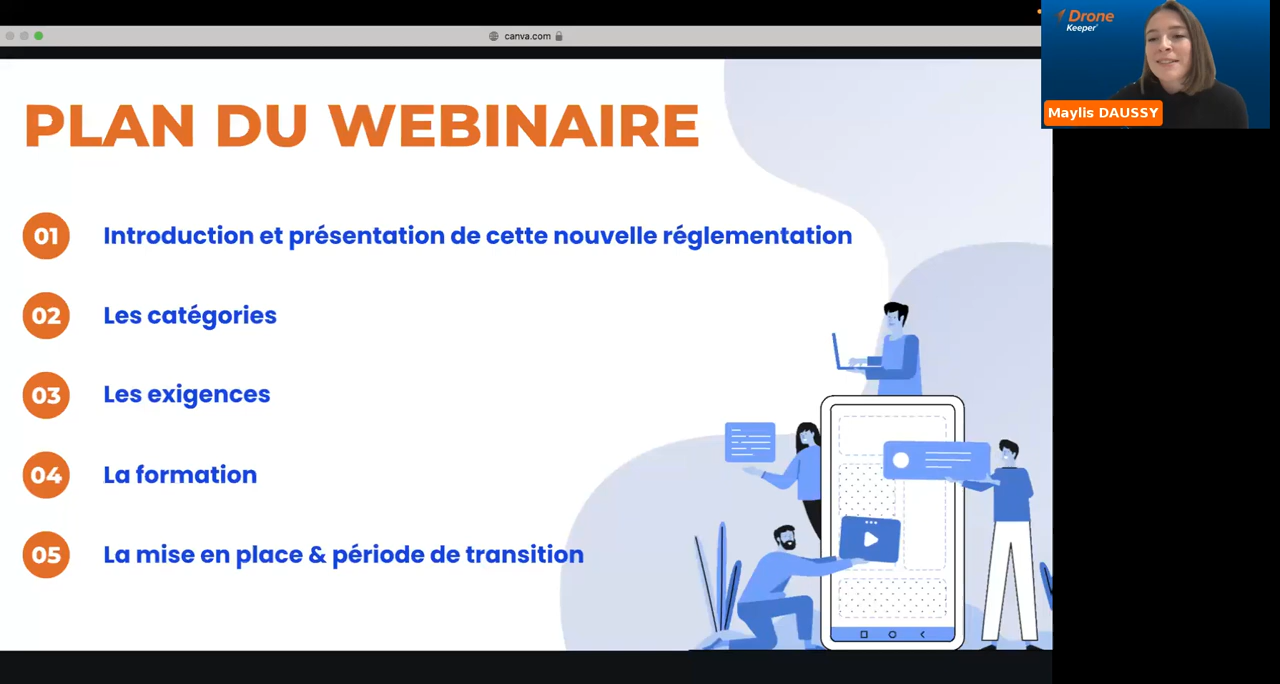 canva.com
Drone
Keeper
Maylis DAUSSY
PLAN DU WEBINAIRE
01 Introduction et présentation de cette nouvelle réglementation
02 Les catégories
03 Les exigences
04 La formation
05 La mise en place & période de transition